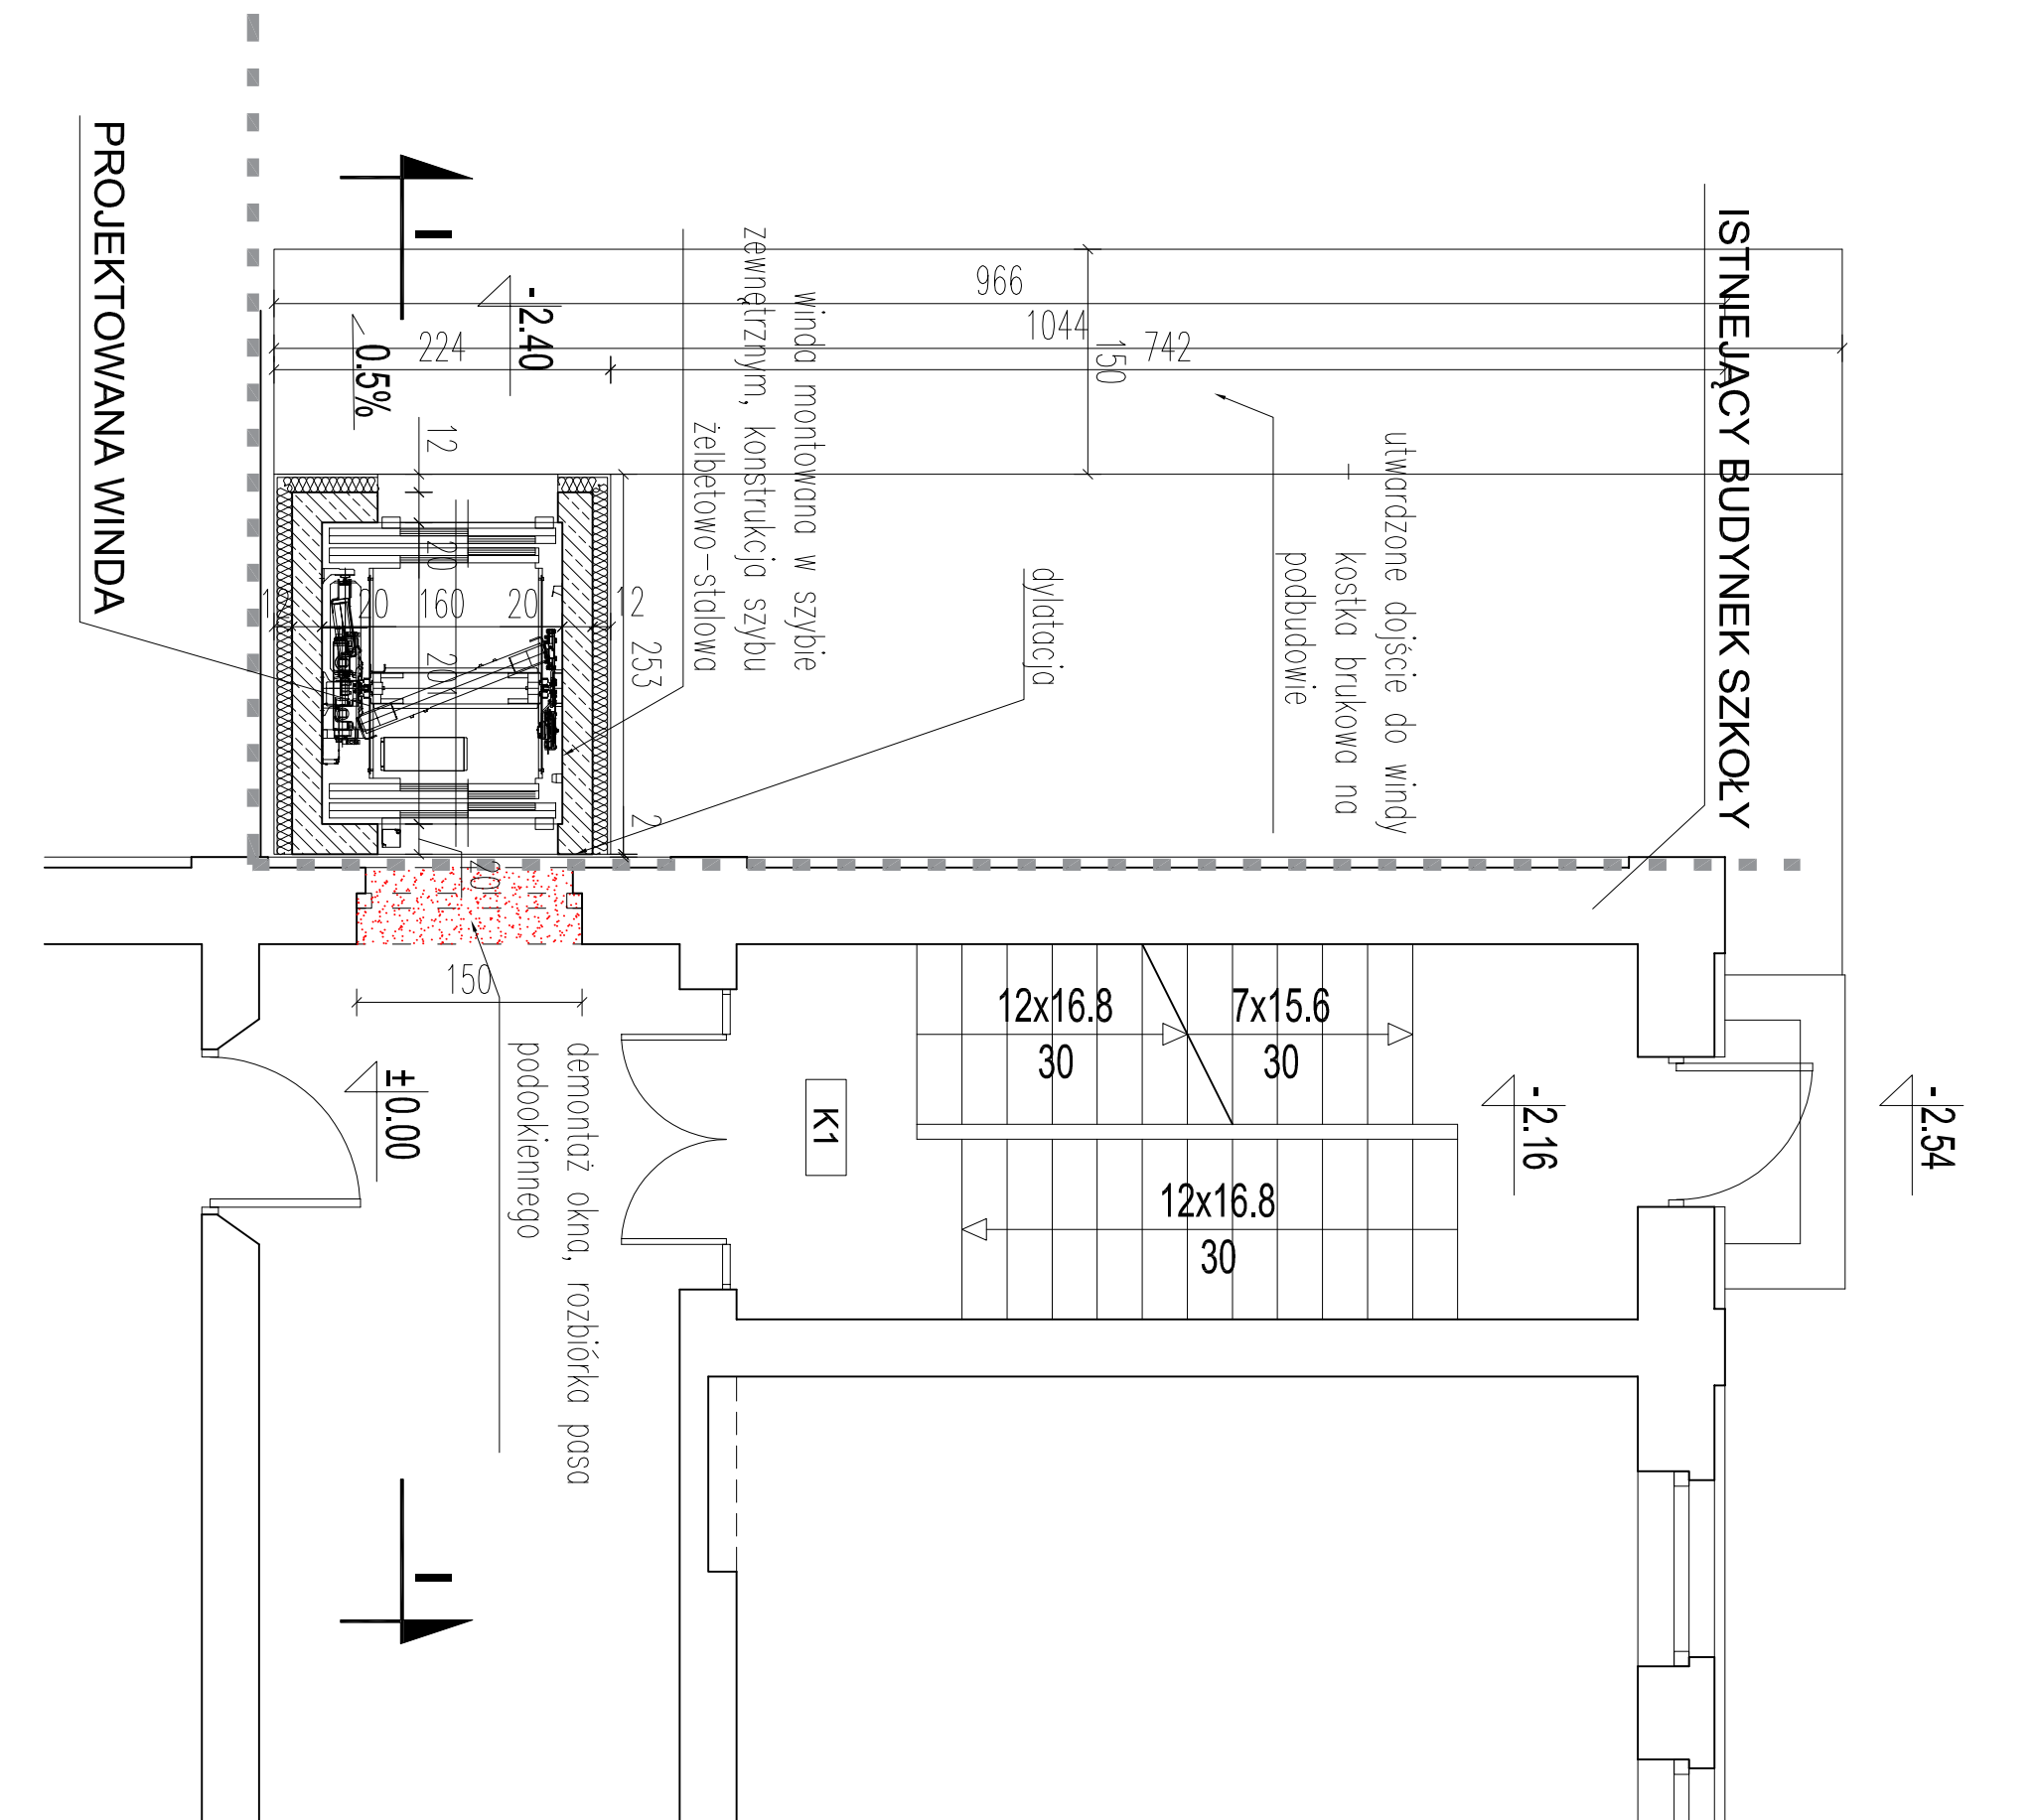 PROJEKTOWANA WINDA
I
-2.40
0.5%
966
1044
224
742
150
ISTNIEJĄCY BUDYNEK SZKOŁY
winda montowana w szybie
zewnętrznym, konstrukcja szybu
żelbetowo-stalowa
utwardzone dojście do windy -
kostka brukowa na
podbudowie
dylatacja
12
20
20
160
20
12
201
253
2
20
150
demontaż okna, rozbiórka pasa
podokiennego
±0.00
K1
12x16.8
30
7x15.6
30
12x16.8
30
-2.16
-2.54
I